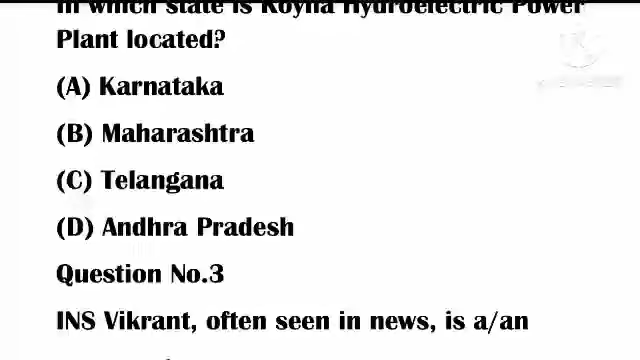 In which state is Koyna Hydroelectric Power
Plant located?
(A) Karnataka
(B) Maharashtra
(C) Telangana
(D) Andhra Pradesh
Question No.3
INS Vikrant, often seen in news, is a/an